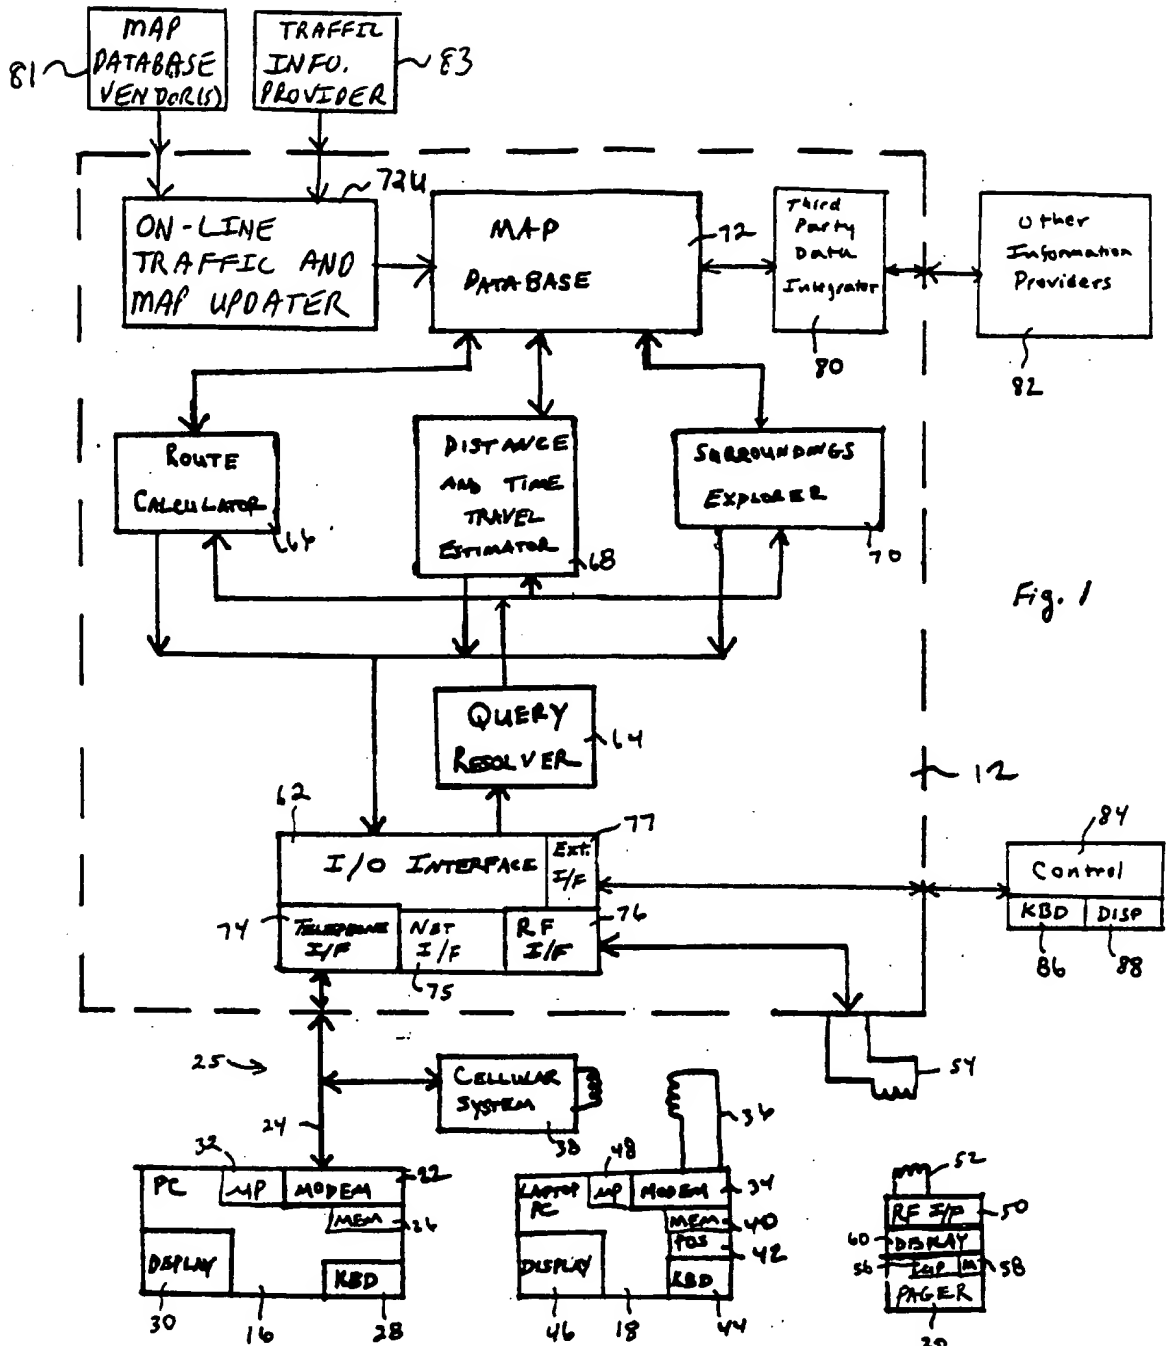 MAP
DATABASE
VENDOR(S)
81
TRAFFIC
INFO.
PROVIDER
83
72U
ON-LINE
TRAFFIC AND
MAP UPDATER
MAP
DATABASE
72
Third
Party
Data
Integrator
80
Other
Information
Providers
82
ROUTE
CALCULATOR
66
DISTANCE
AND TIME
TRAVEL
ESTIMATOR
68
SURROUNDINGS
EXPLORER
70
Fig. 1
QUERY
RESOLVER
64
12
62
I/O INTERFACE
Ext.
I/F
77
74
TELEPHONE
I/F
NET
I/F
75
RF
I/F
76
84
Control
KBD
DISP
86
88
25
CELLULAR
SYSTEM
38
54
24
36
32
PC
MP
MODEM
22
MEM
26
DISPLAY
KBD
30
16
28
48
LAPTOP
PC
MP
MODEM
34
MEM
40
POS
42
DISPLAY
KBD
46
18
44
52
RF I/F
50
60
DISPLAY
56
MP
M
58
PAGER
20